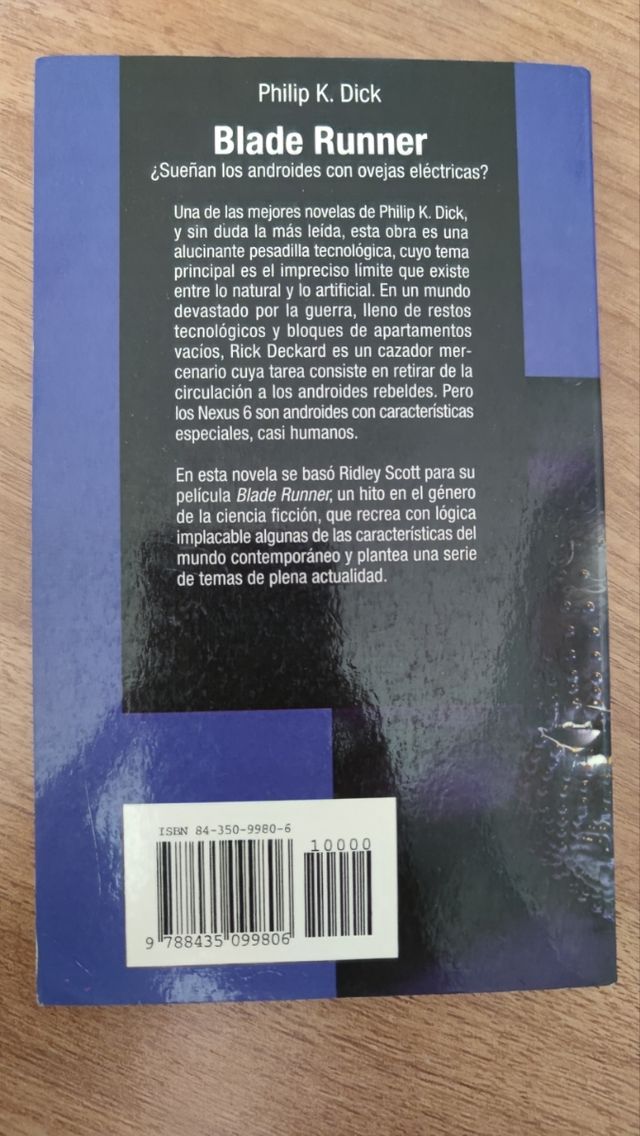 Philip K. Dick
Blade Runner
¿Sueñan los androides con ovejas eléctricas?
Una de las mejores novelas de Philip K. Dick,
y sin duda la más leída, esta obra es una
alucinante pesadilla tecnológica, cuyo tema
principal es el impreciso límite que existe
entre lo natural y lo artificial. En un mundo
devastado por la guerra, lleno de restos
tecnológicos y bloques de apartamentos
vacíos, Rick Deckard es un cazador mer-
cenario cuya tarea consiste en retirar de la
circulación a los androides rebeldes. Pero
los Nexus 6 son androides con características
especiales, casi humanos.
En esta novela se basó Ridley Scott para su
película Blade Runner, un hito en el género
de la ciencia ficción, que recrea con lógica
implacable algunas de las características del
mundo contemporáneo y plantea una serie
de temas de plena actualidad.
ISBN 84-350-9980-6
10000
9 788435 099806